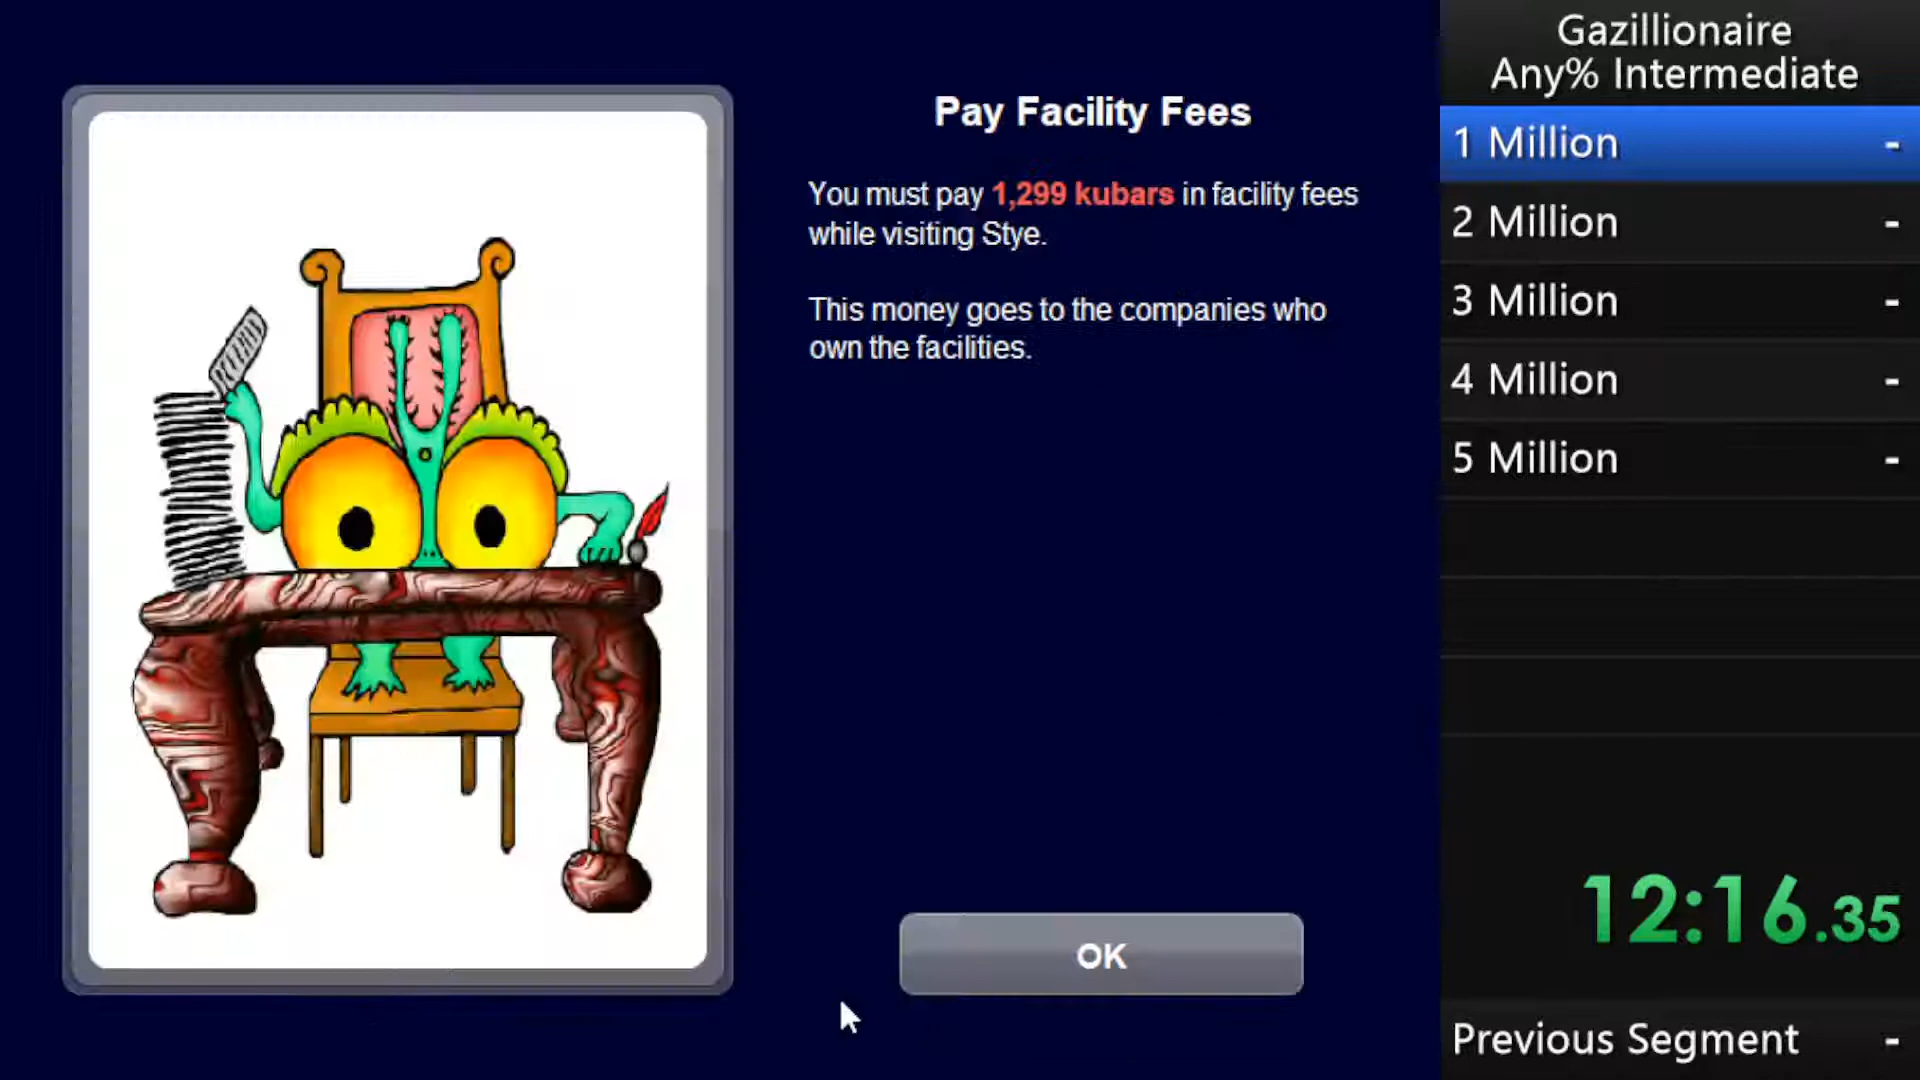 Pay Facility Fees
You must pay 1,299 kubars in facility fees
while visiting Stye.
This money goes to the companies who
own the facilities.
OK
Gazillionaire
Any% Intermediate
1 Million -
2 Million -
3 Million -
4 Million -
5 Million -
12:16.35
Previous Segment -